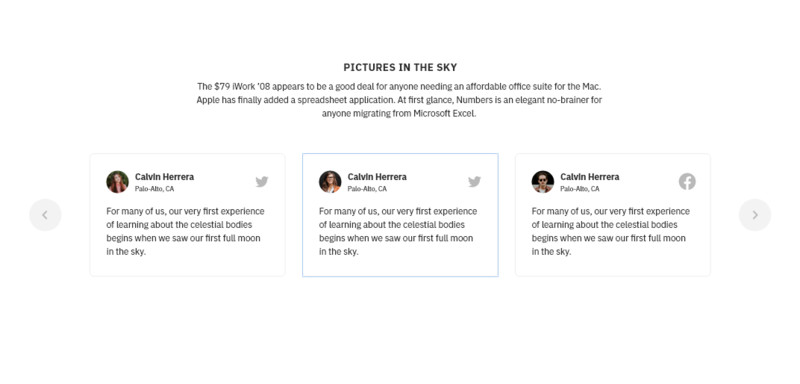 PICTURES IN THE SKY
The $79 iWork '08 appears to be a good deal for anyone needing an affordable office suite for the Mac.
Apple has finally added a spreadsheet application. At first glance, Numbers is an elegant no-brainer for
anyone migrating from Microsoft Excel.
Calvin Herrera
Palo-Alto, CA
For many of us, our very first experience
of learning about the celestial bodies
begins when we saw our first full moon
in the sky.
Calvin Herrera
Palo-Alto, CA
For many of us, our very first experience
of learning about the celestial bodies
begins when we saw our first full moon
in the sky.
Calvin Herrera
Palo-Alto, CA
For many of us, our very first experience
of learning about the celestial bodies
begins when we saw our first full moon
in the sky.